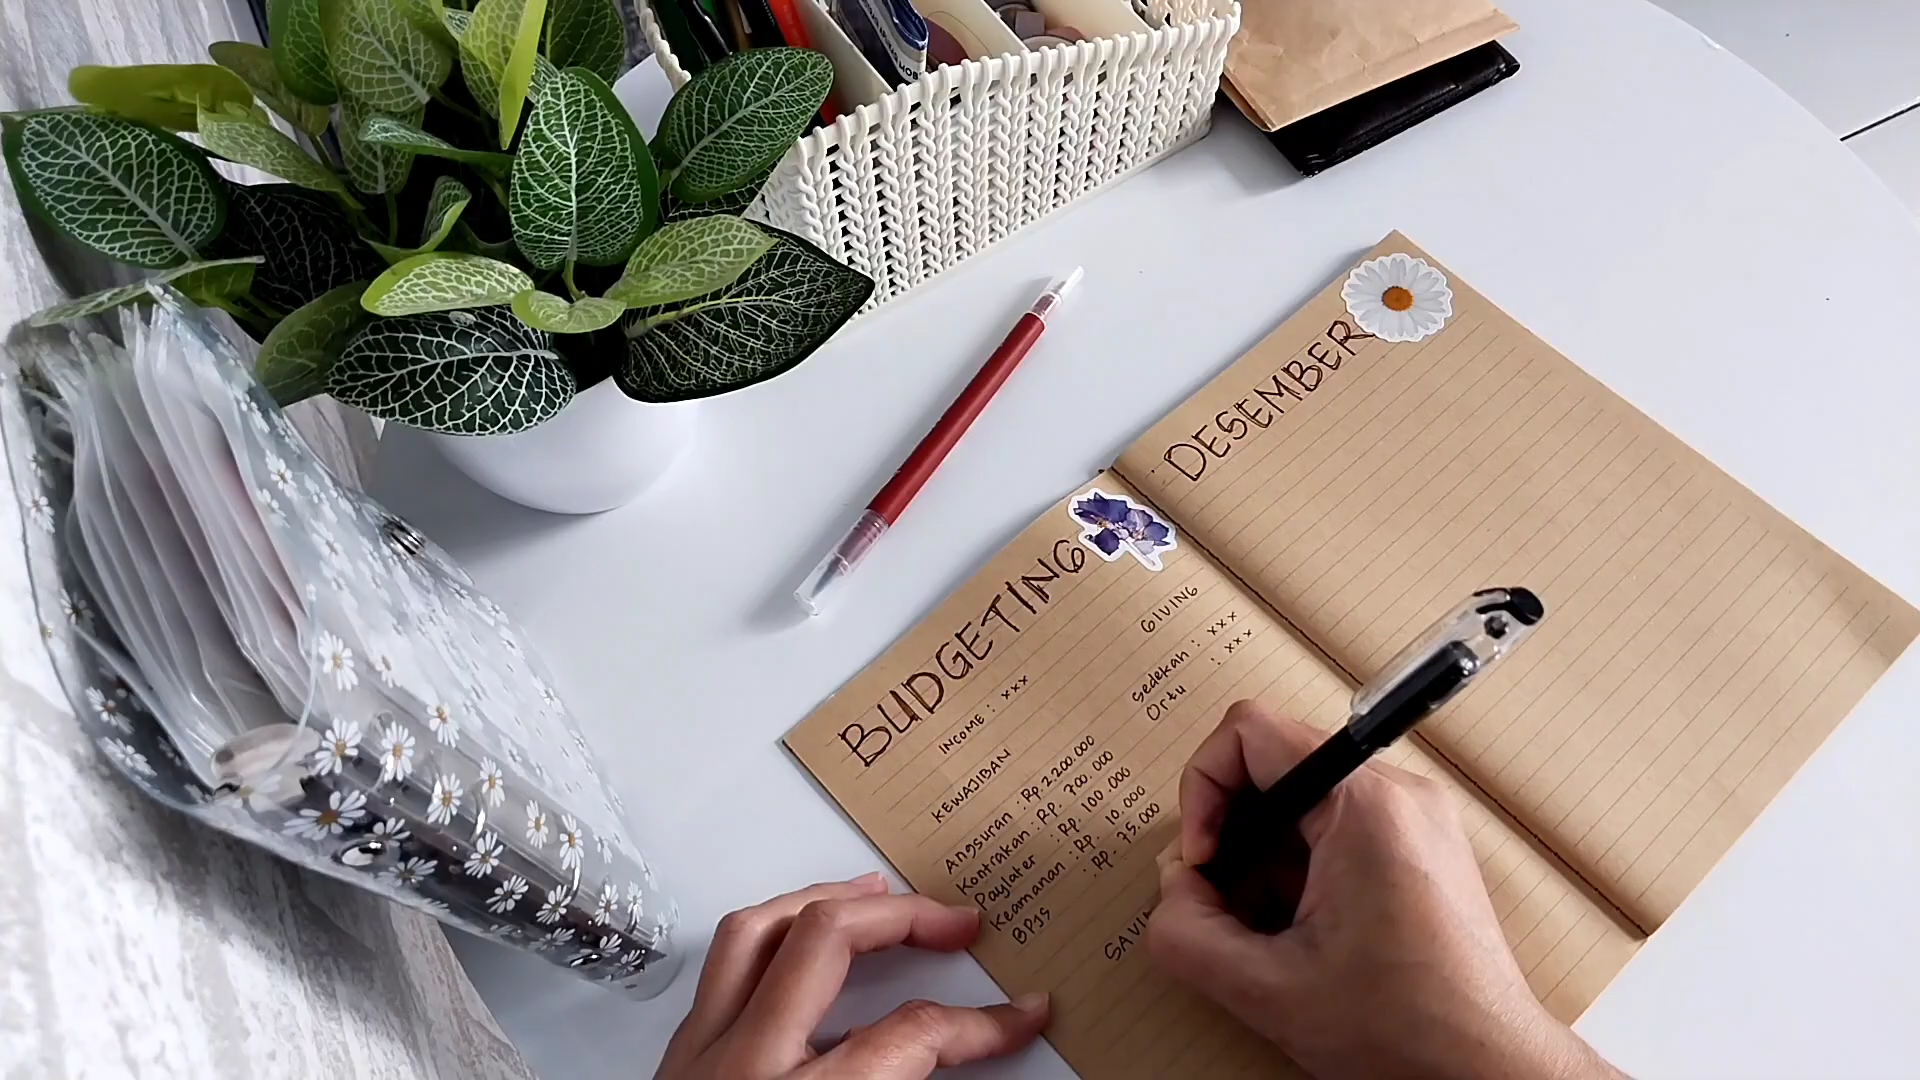 BUDGETING
INCOME : xxx
KEWAJIBAN
Angsuran : Rp. 2.200.000
Kontrakan : Rp. 700.000
Paylater : Rp. 100.000
Keamanan : Rp. 10.000
BPJS : Rp. 75.000
GIVING
Sedekah : xxx
Ortu : xxx
SAVIN
DESEMBER